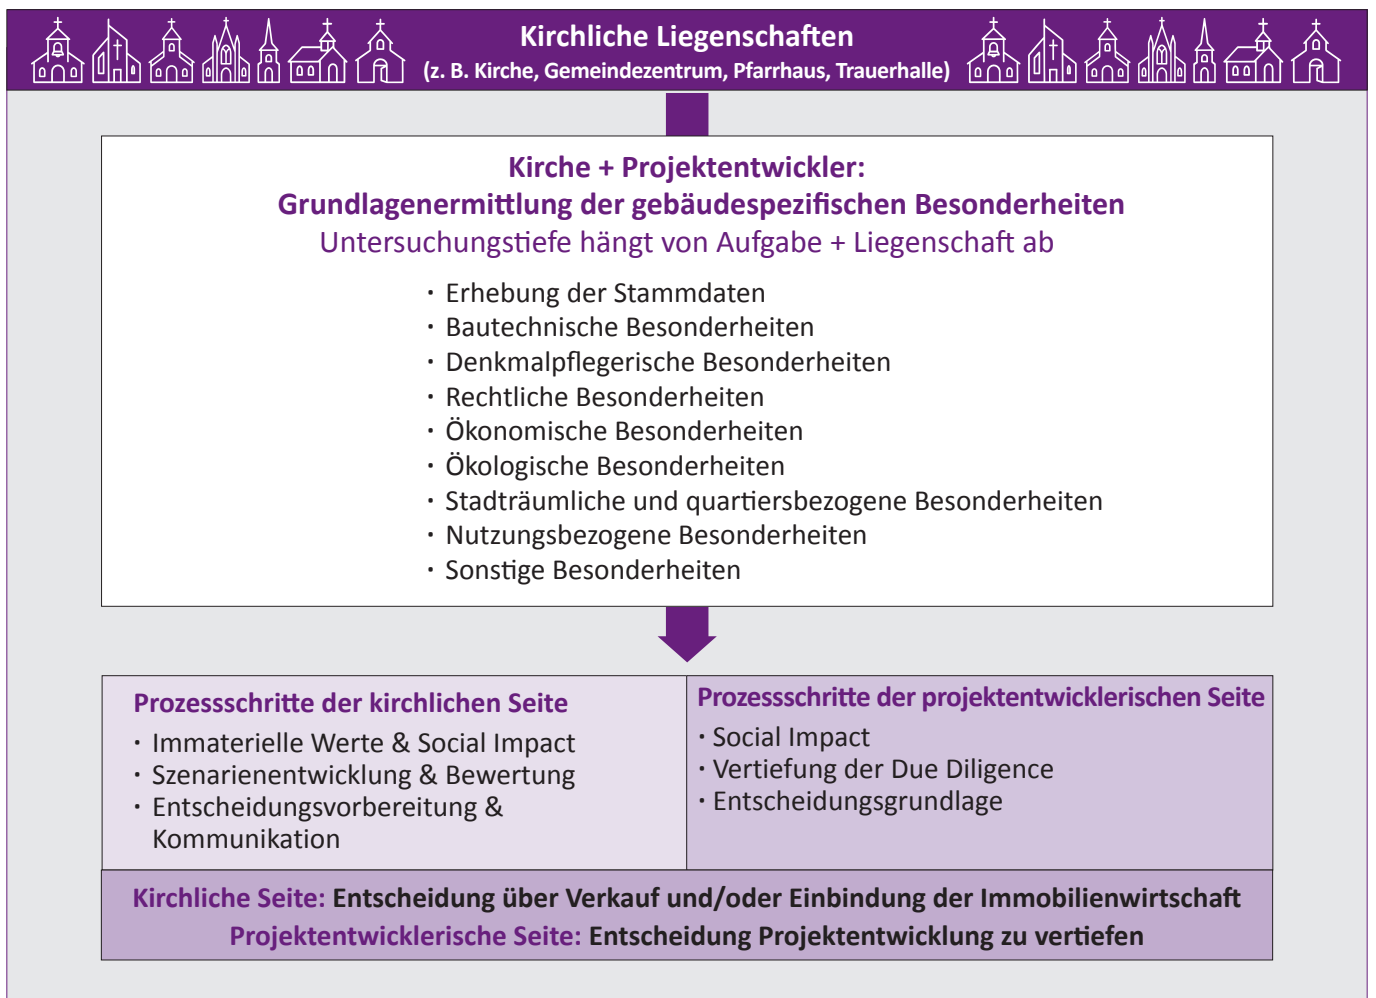 Kirchliche Liegenschaften
(z. B. Kirche, Gemeindezentrum, Pfarrhaus, Trauerhalle)
Kirche + Projektentwickler:
Grundlagenermittlung der gebäudespezifischen Besonderheiten
Untersuchungstiefe hängt von Aufgabe + Liegenschaft ab
· Erhebung der Stammdaten
· Bautechnische Besonderheiten
· Denkmalpflegerische Besonderheiten
· Rechtliche Besonderheiten
· Ökonomische Besonderheiten
· Ökologische Besonderheiten
· Stadträumliche und quartiersbezogene Besonderheiten
· Nutzungsbezogene Besonderheiten
· Sonstige Besonderheiten
Prozessschritte der kirchlichen Seite
· Immaterielle Werte & Social Impact
· Szenarienentwicklung & Bewertung
· Entscheidungsvorbereitung &
Kommunikation
Prozessschritte der projektentwicklerischen Seite
· Social Impact
· Vertiefung der Due Diligence
· Entscheidungsgrundlage
Kirchliche Seite: Entscheidung über Verkauf und/oder Einbindung der Immobilienwirtschaft
Projektentwicklerische Seite: Entscheidung Projektentwicklung zu vertiefen